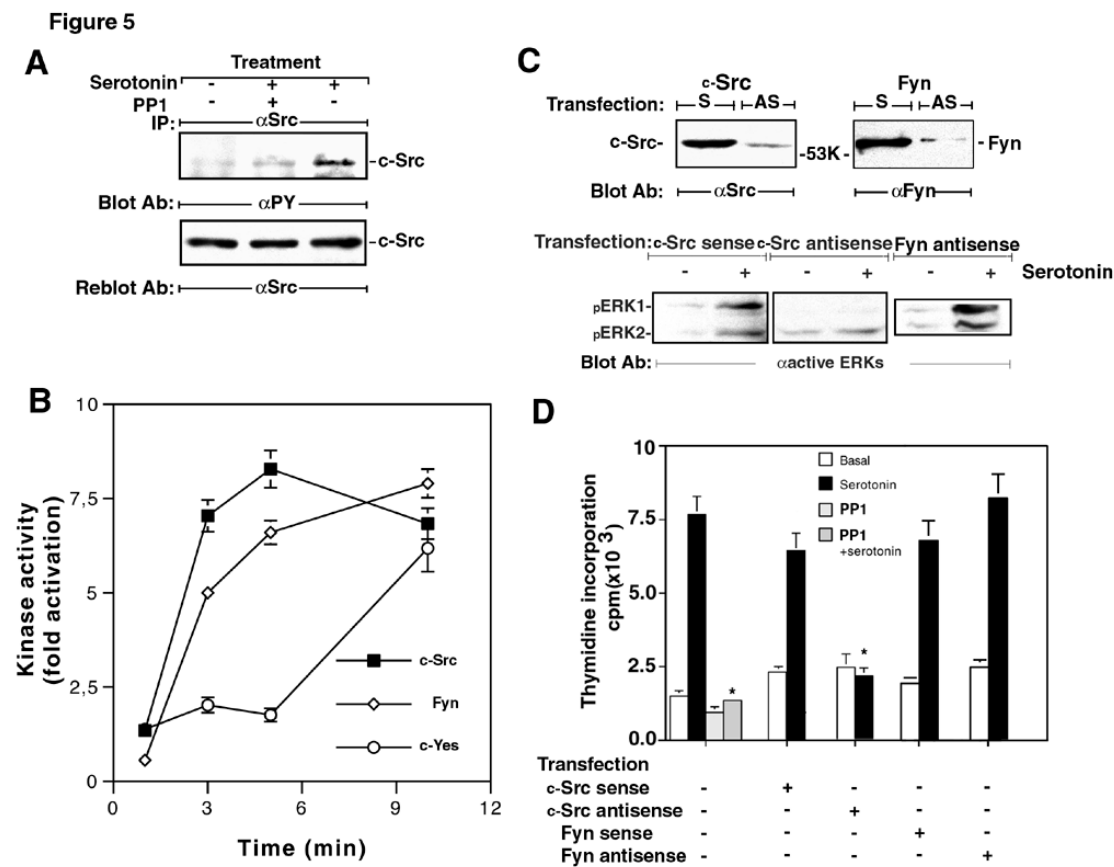 Figure 5
A
Treatment
Serotonin - + +
PP1 - + -
IP: αSrc
-c-Src
Blot Ab: αPY
-c-Src
Reblot Ab: αSrc
B
Kinase activity
(fold activation)
10
7,5
5
2,5
0
0 3 6 9 12
Time (min)
c-Src
Fyn
c-Yes
C
c-Src Fyn
Transfection: S AS S AS
c-Src- -53K - - Fyn
Blot Ab: αSrc αFyn
Transfection: c-Src sense c-Src antisense Fyn antisense
- + - + - + Serotonin
pERK1-
pERK2-
Blot Ab: αactive ERKs
D
Thymidine incorporation
cpm(x10 3)
10
7.5
5.0
2.5
0.0
Basal
Serotonin
PP1
PP1
+serotonin
* *
Transfection
c-Src sense - + - - -
c-Src antisense - - + - -
Fyn sense - - - + -
Fyn antisense - - - - +